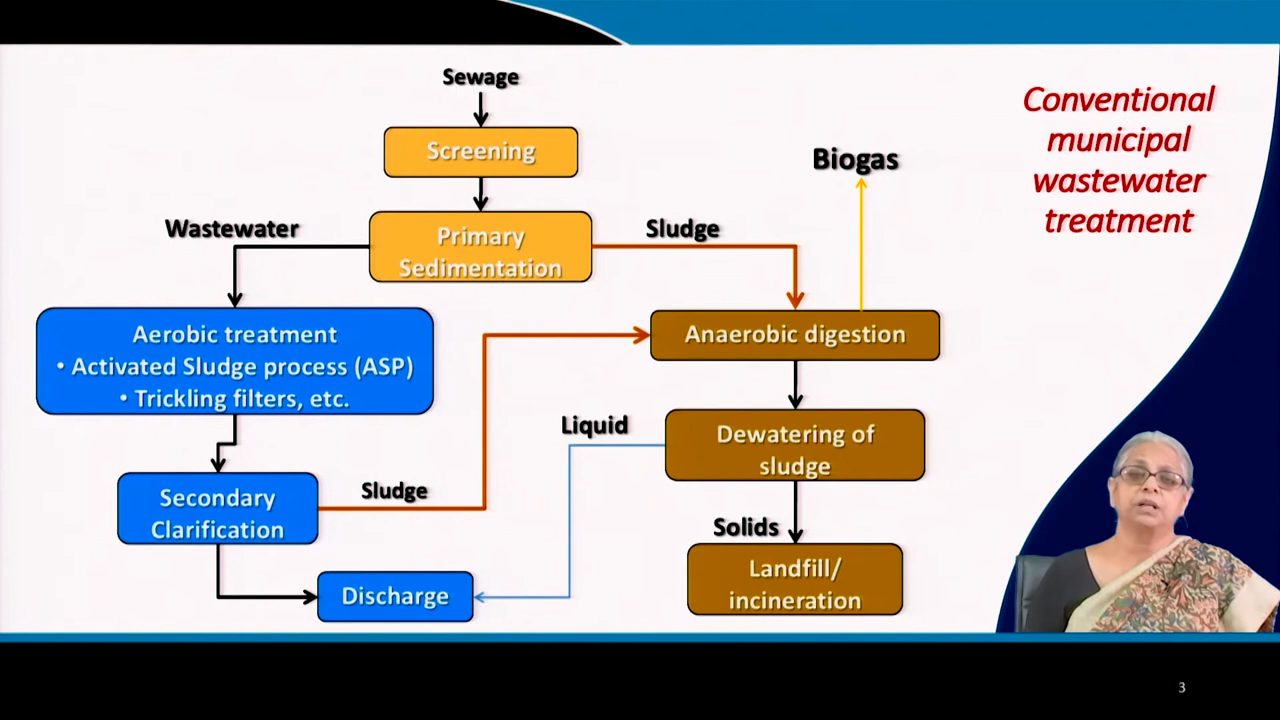 Conventional
municipal
wastewater
treatment
Sewage
Screening
Primary
Sedimentation
Wastewater
Sludge
Biogas
Aerobic treatment
• Activated Sludge process (ASP)
• Trickling filters, etc.
Anaerobic digestion
Liquid
Dewatering of
sludge
Secondary
Clarification
Sludge
Solids
Discharge
Landfill/
incineration
3